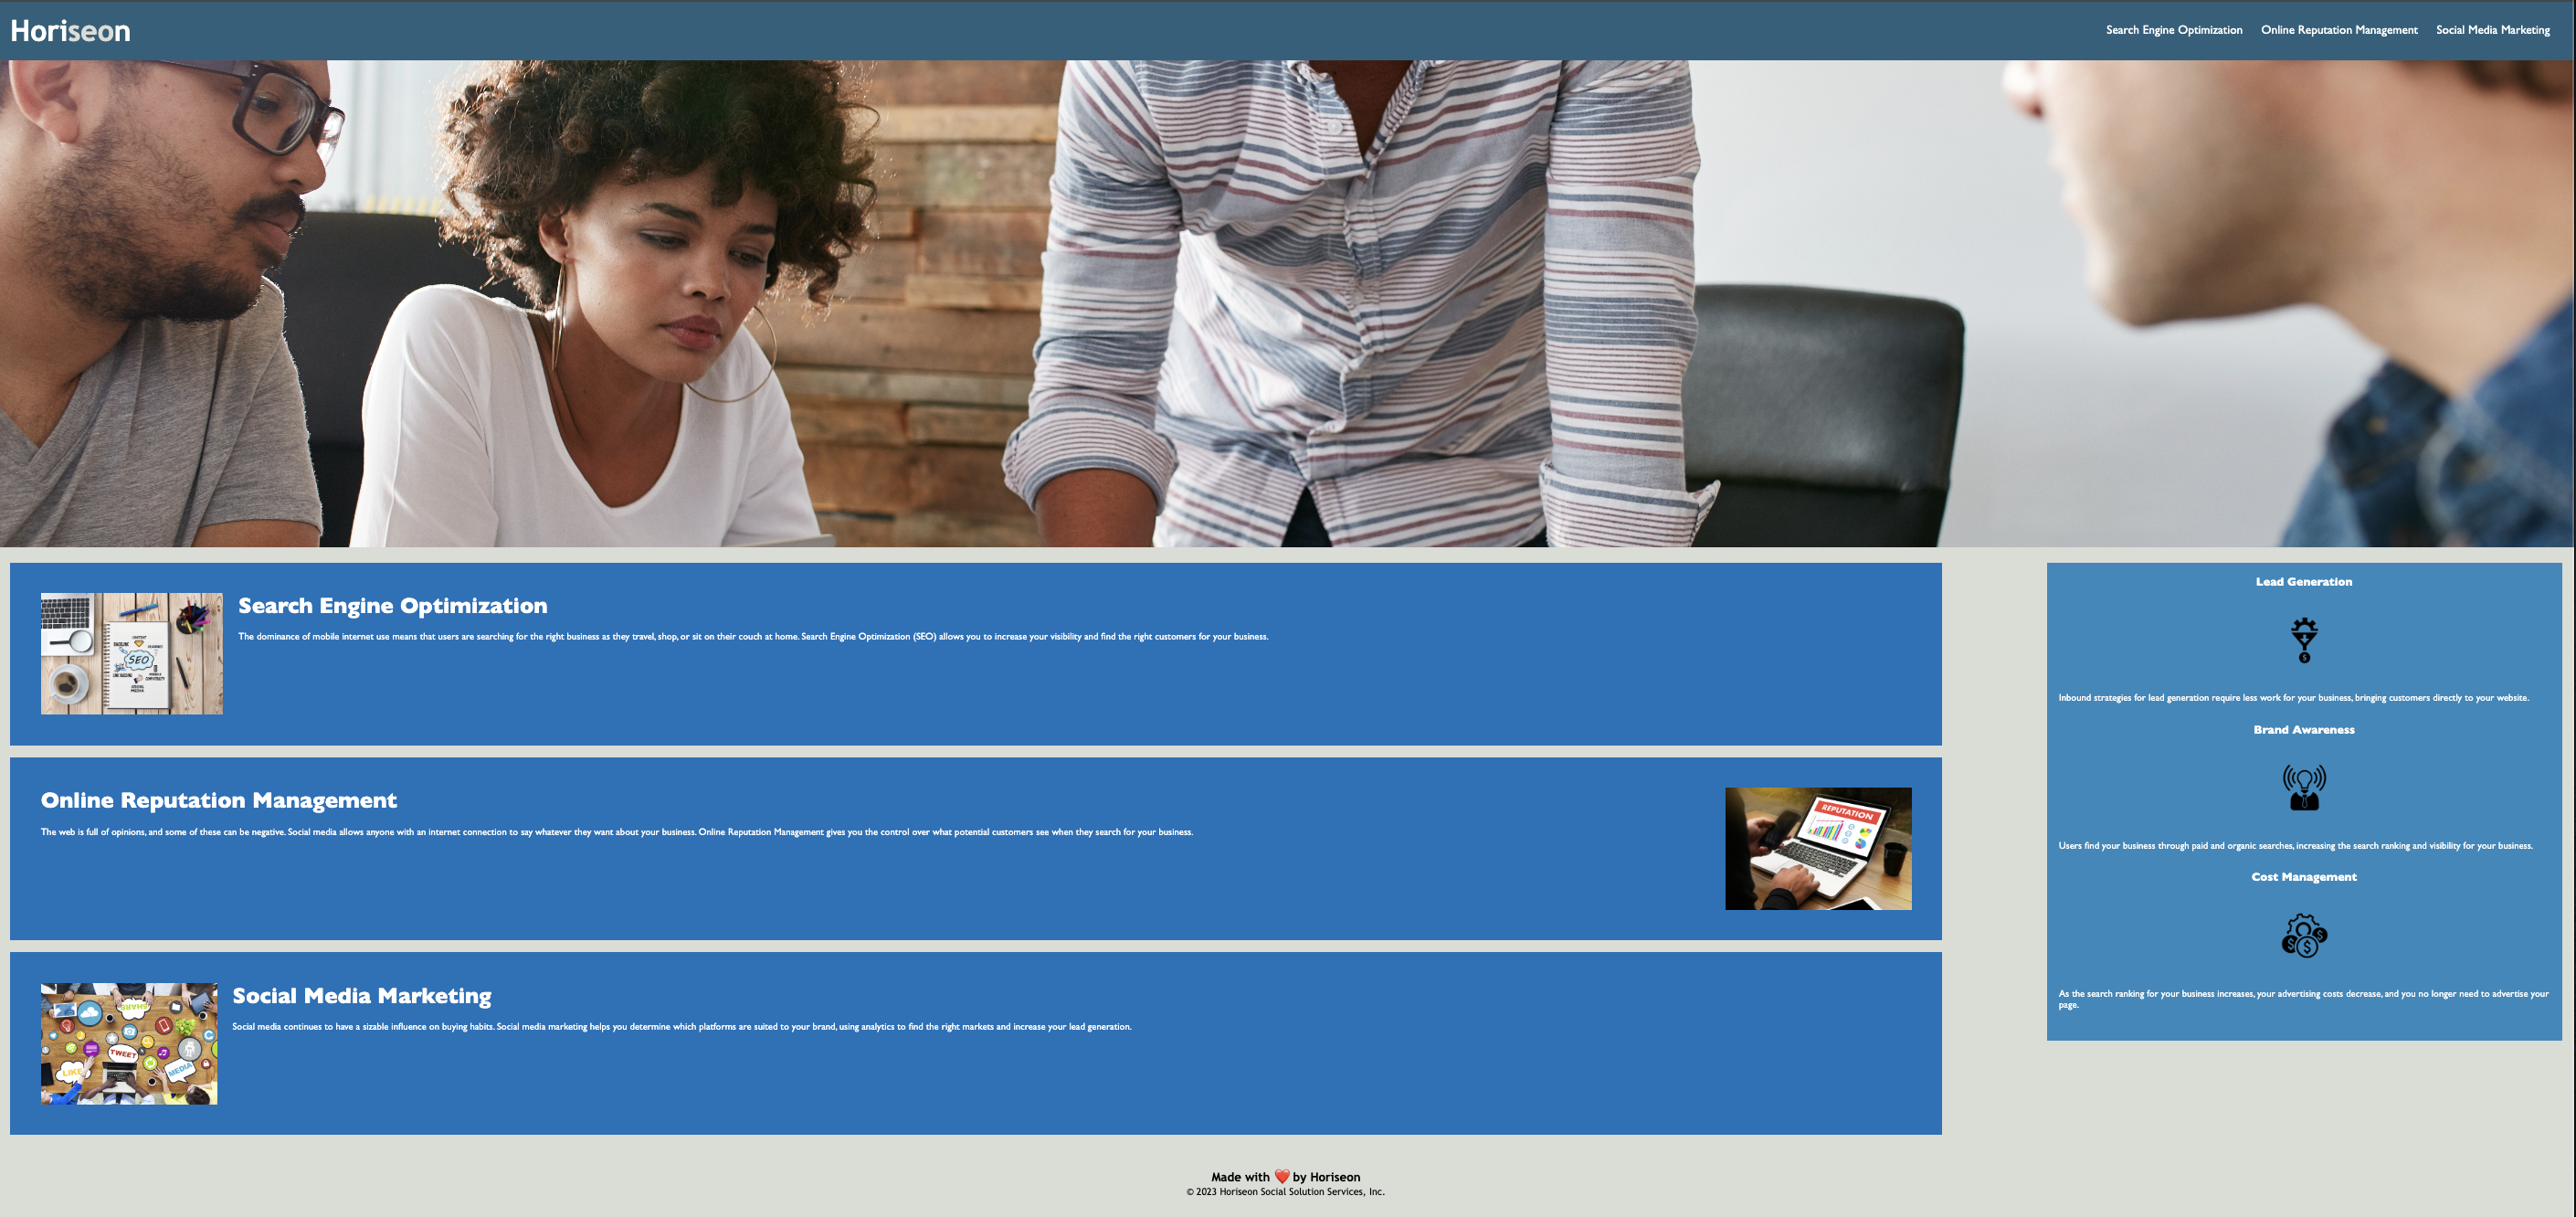 Horiseon
Search Engine Optimization Online Reputation Management Social Media Marketing
Search Engine Optimization
The dominance of mobile internet use means that users are searching for the right business as they travel, shop, or sit on their couch at home. Search Engine Optimization (SEO) allows you to increase your visibility and find the right customers for your business.
SEO
Online Reputation Management
The web is full of opinions, and some of these can be negative. Social media allows anyone with an internet connection to say whatever they want about your business. Online Reputation Management gives you the control over what potential customers see when they search for your business.
REPUTATION
Social Media Marketing
Social media continues to have a sizable influence on buying habits. Social media marketing helps you determine which platforms are suited to your brand, using analytics to find the right markets and increase your lead generation.
SHARE
TWEET
LIKE
MEDIA
Lead Generation
$
Inbound strategies for lead generation require less work for your business, bringing customers directly to your website.
Brand Awareness
Users find your business through paid and organic searches, increasing the search ranking and visibility for your business.
Cost Management
$ $ $
As the search ranking for your business increases, your advertising costs decrease, and you no longer need to advertise your
page.
Made with ❤️ by Horiseon
© 2023 Horiseon Social Solution Services, Inc.